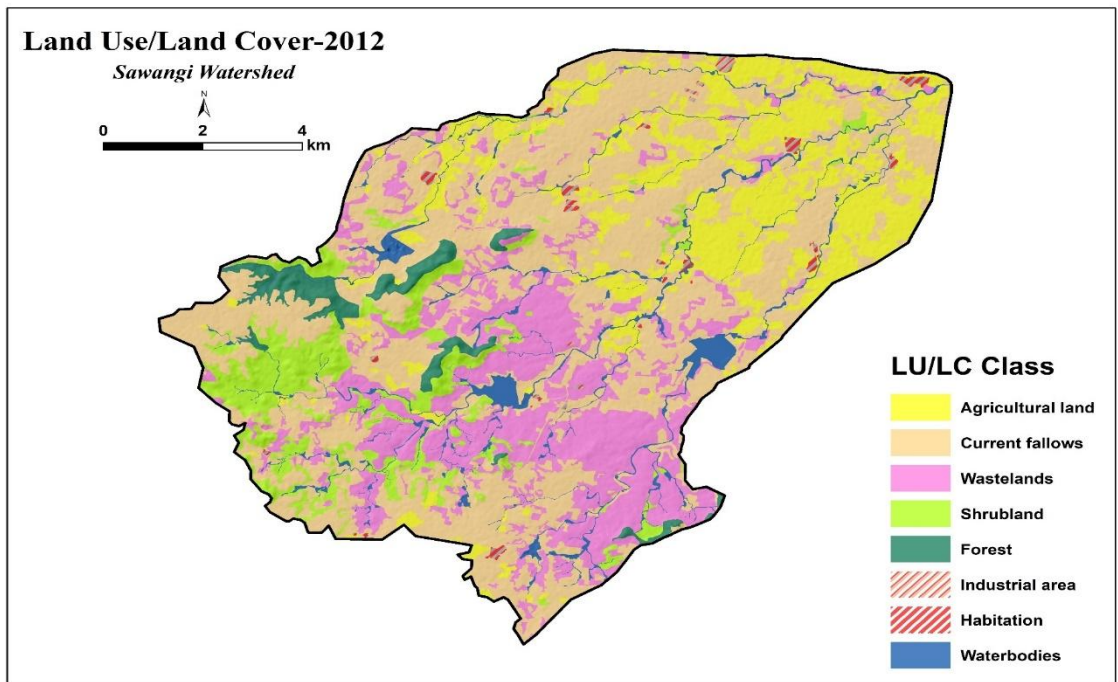 Land Use/Land Cover-2012
Sawangi Watershed
N
0 2 4
km
LU/LC Class
Agricultural land
Current fallows
Wastelands
Shrubland
Forest
Industrial area
Habitation
Waterbodies